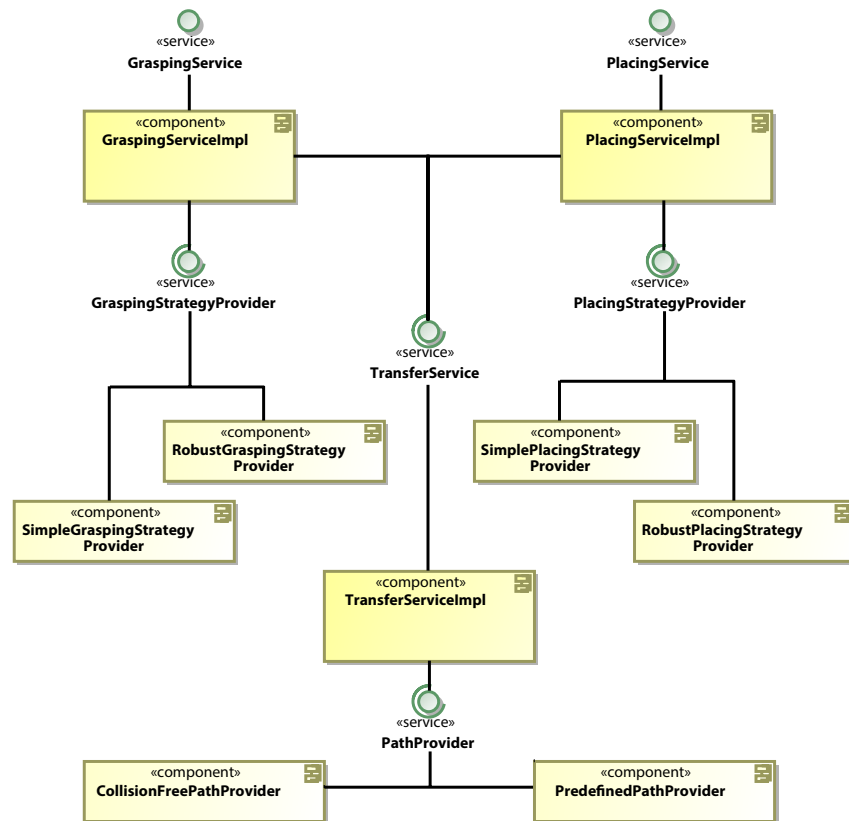 «service»
GraspingService
«service»
PlacingService
«component»
GraspingServiceImpl
«component»
PlacingServiceImpl
«service»
GraspingStrategyProvider
«service»
PlacingStrategyProvider
«service»
TransferService
«component»
RobustGraspingStrategy
Provider
«component»
SimplePlacingStrategy
Provider
«component»
SimpleGraspingStrategy
Provider
«component»
RobustPlacingStrategy
Provider
«component»
TransferServiceImpl
«service»
PathProvider
«component»
CollisionFreePathProvider
«component»
PredefinedPathProvider